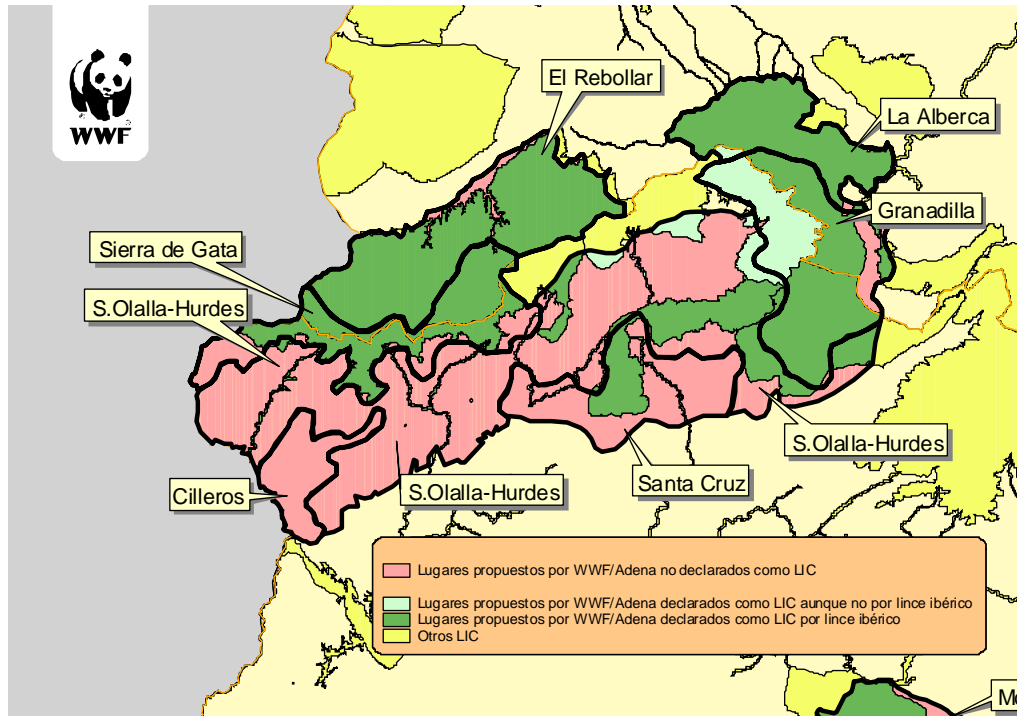 WWF
El Rebollar
La Alberca
Granadilla
Sierra de Gata
S.Olalla-Hurdes
S.Olalla-Hurdes
Santa Cruz
Cilleros
S.Olalla-Hurdes
Lugares propuestos por WWF/Adena no declarados como LIC
Lugares propuestos por WWF/Adena declarados como LIC aunque no por lince ibérico
Lugares propuestos por WWF/Adena declarados como LIC por lince ibérico
Otros LIC